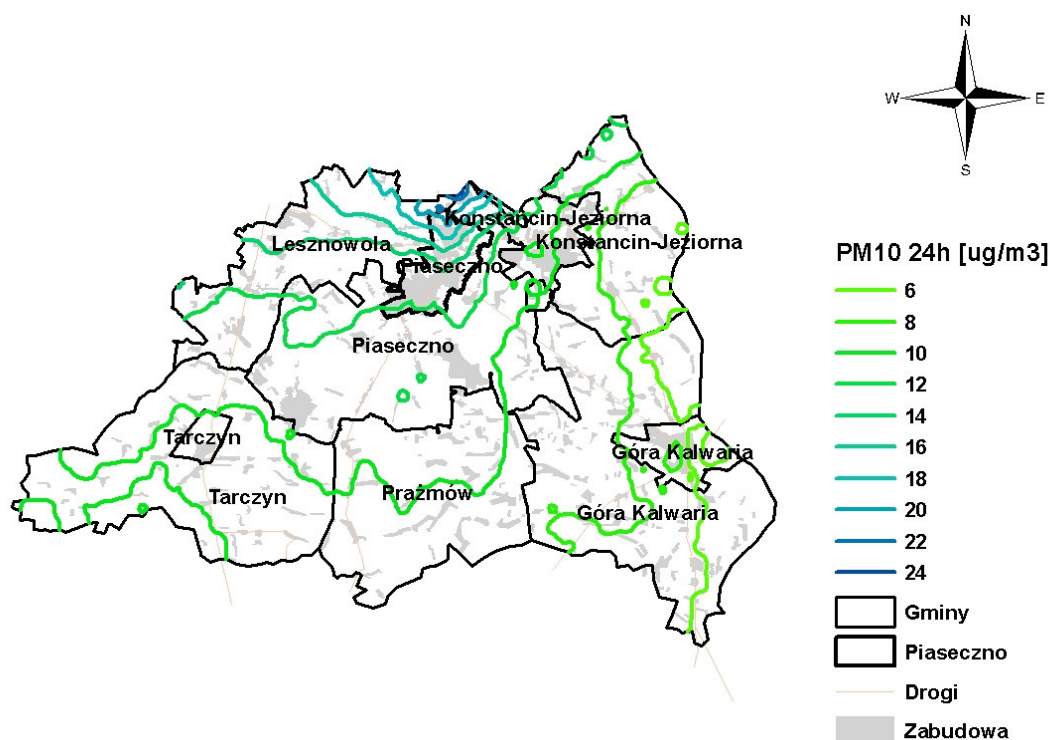 N
W E
S
Konstancin-Jeziorna
Lesznowola
Konstancin-Jeziorna
Piaseczno
Piaseczno
Tarczyn
Góra Kalwaria
Tarczyn
Prażmów
Góra Kalwaria
PM10 24h [ug/m3]
6
8
10
12
14
16
18
20
22
24
Gminy
Piaseczno
Drogi
Zabudowa